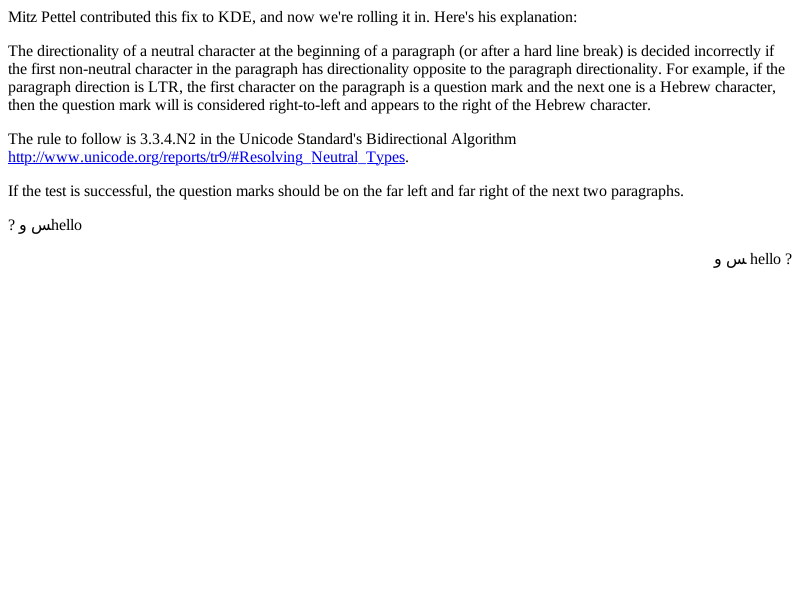 Mitz Pettel contributed this fix to KDE, and now we're rolling it in. Here's his explanation:
The directionality of a neutral character at the beginning of a paragraph (or after a hard line break) is decided incorrectly if
the first non-neutral character in the paragraph has directionality opposite to the paragraph directionality. For example, if the
paragraph direction is LTR, the first character on the paragraph is a question mark and the next one is a Hebrew character,
then the question mark will is considered right-to-left and appears to the right of the Hebrew character.
The rule to follow is 3.3.4.N2 in the Unicode Standard's Bidirectional Algorithm
http://www.unicode.org/reports/tr9/#Resolving_Neutral_Types.
If the test is successful, the question marks should be on the far left and far right of the next two paragraphs.
? س و‎hello
‏? hello س و